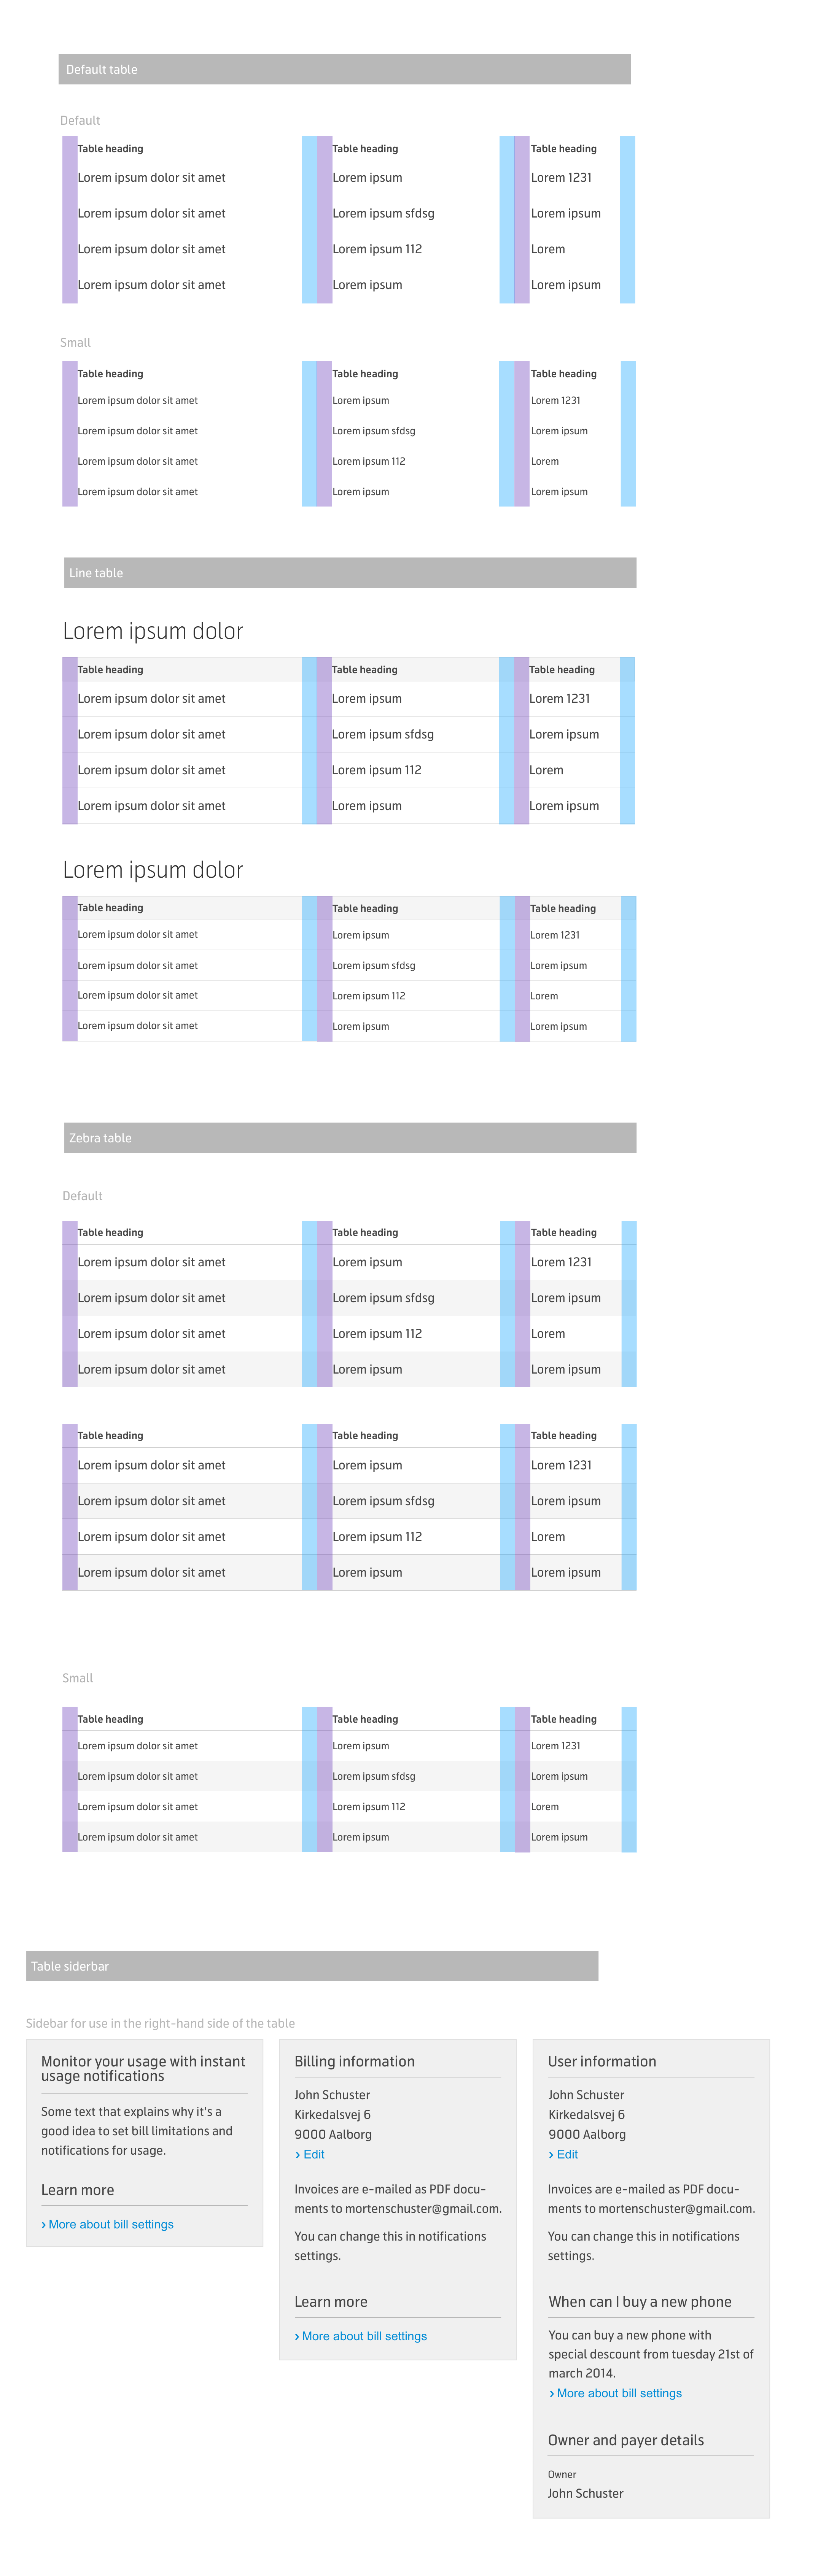 Default table
Default
Table heading Table heading Table heading
Lorem ipsum dolor sit amet Lorem ipsum Lorem 1231
Lorem ipsum dolor sit amet Lorem ipsum sfdsg Lorem ipsum
Lorem ipsum dolor sit amet Lorem ipsum 112 Lorem
Lorem ipsum dolor sit amet Lorem ipsum Lorem ipsum
Small
Table heading Table heading Table heading
Lorem ipsum dolor sit amet Lorem ipsum Lorem 1231
Lorem ipsum dolor sit amet Lorem ipsum sfdsg Lorem ipsum
Lorem ipsum dolor sit amet Lorem ipsum 112 Lorem
Lorem ipsum dolor sit amet Lorem ipsum Lorem ipsum
Line table
Lorem ipsum dolor
Table heading Table heading Table heading
Lorem ipsum dolor sit amet Lorem ipsum Lorem 1231
Lorem ipsum dolor sit amet Lorem ipsum sfdsg Lorem ipsum
Lorem ipsum dolor sit amet Lorem ipsum 112 Lorem
Lorem ipsum dolor sit amet Lorem ipsum Lorem ipsum
Lorem ipsum dolor
Table heading Table heading Table heading
Lorem ipsum dolor sit amet Lorem ipsum Lorem 1231
Lorem ipsum dolor sit amet Lorem ipsum sfdsg Lorem ipsum
Lorem ipsum dolor sit amet Lorem ipsum 112 Lorem
Lorem ipsum dolor sit amet Lorem ipsum Lorem ipsum
Zebra table
Default
Table heading Table heading Table heading
Lorem ipsum dolor sit amet Lorem ipsum Lorem 1231
Lorem ipsum dolor sit amet Lorem ipsum sfdsg Lorem ipsum
Lorem ipsum dolor sit amet Lorem ipsum 112 Lorem
Lorem ipsum dolor sit amet Lorem ipsum Lorem ipsum
Table heading Table heading Table heading
Lorem ipsum dolor sit amet Lorem ipsum Lorem 1231
Lorem ipsum dolor sit amet Lorem ipsum sfdsg Lorem ipsum
Lorem ipsum dolor sit amet Lorem ipsum 112 Lorem
Lorem ipsum dolor sit amet Lorem ipsum Lorem ipsum
Small
Table heading Table heading Table heading
Lorem ipsum dolor sit amet Lorem ipsum Lorem 1231
Lorem ipsum dolor sit amet Lorem ipsum sfdsg Lorem ipsum
Lorem ipsum dolor sit amet Lorem ipsum 112 Lorem
Lorem ipsum dolor sit amet Lorem ipsum Lorem ipsum
Table siderbar
Sidebar for use in the right-hand side of the table
Monitor your usage with instant
usage notifications
Some text that explains why it's a
good idea to set bill limitations and
notifications for usage.
Learn more
› More about bill settings
Billing information
John Schuster
Kirkedalsvej 6
9000 Aalborg
› Edit
Invoices are e-mailed as PDF docu-
ments to mortenschuster@gmail.com.
You can change this in notifications
settings.
Learn more
› More about bill settings
User information
John Schuster
Kirkedalsvej 6
9000 Aalborg
› Edit
Invoices are e-mailed as PDF docu-
ments to mortenschuster@gmail.com.
You can change this in notifications
settings.
When can I buy a new phone
You can buy a new phone with
special descount from tuesday 21st of
march 2014.
› More about bill settings
Owner and payer details
Owner
John Schuster